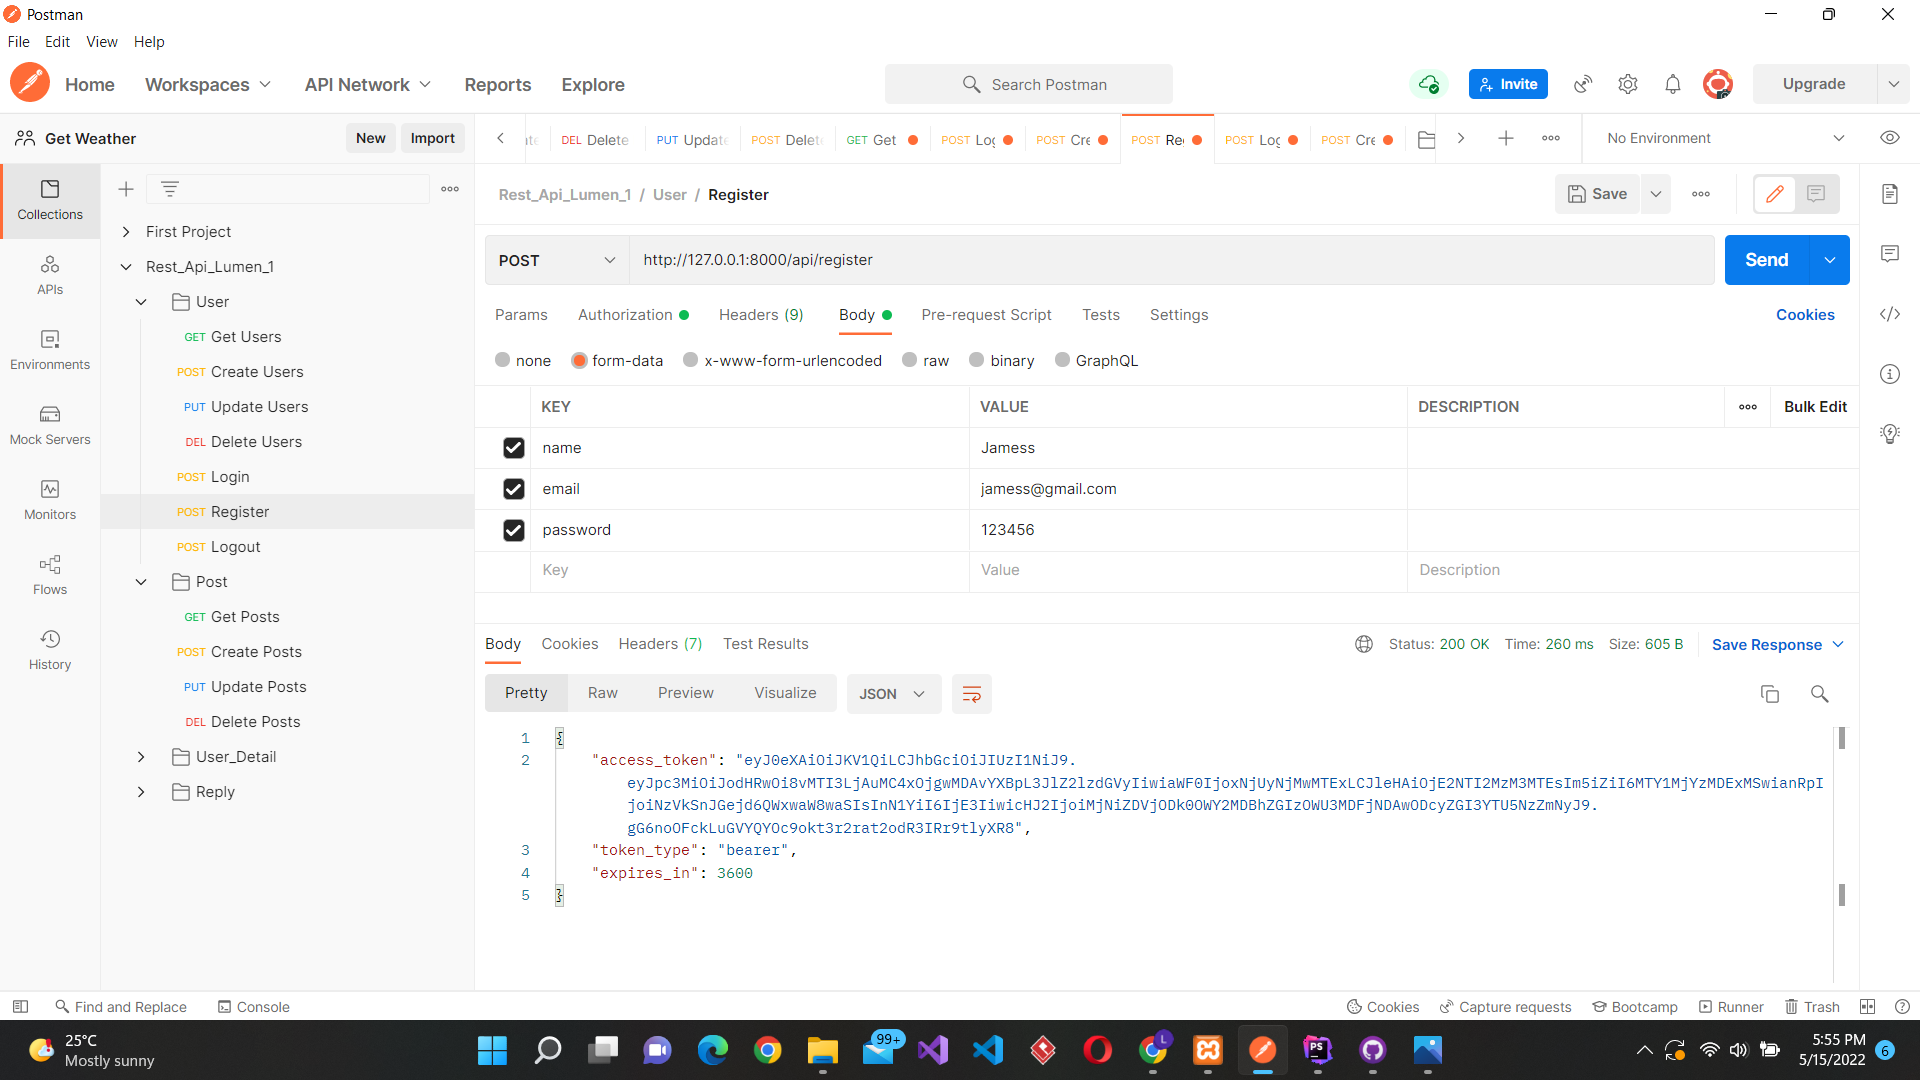 Postman
File Edit View Help
Home Workspaces API Network Reports Explore Search Postman Invite Upgrade
Get Weather New Import
DEL Delete PUT Update POST Delete GET Get POST Log POST Cre POST Re POST Log POST Cre No Environment
Collections
APIs
Environments
Mock Servers
Monitors
Flows
History
First Project
Rest_Api_Lumen_1
User
GET Get Users
POST Create Users
PUT Update Users
DEL Delete Users
POST Login
POST Register
POST Logout
Post
GET Get Posts
POST Create Posts
PUT Update Posts
DEL Delete Posts
User_Detail
Reply
Rest_Api_Lumen_1 / User / Register Save
POST http://127.0.0.1:8000/api/register Send
Params Authorization Headers (9) Body Pre-request Script Tests Settings Cookies
none form-data x-www-form-urlencoded raw binary GraphQL
KEY VALUE DESCRIPTION Bulk Edit
name Jamess
email jamess@gmail.com
password 123456
Key Value Description
Body Cookies Headers (7) Test Results Status: 200 OK Time: 260 ms Size: 605 B Save Response
Pretty Raw Preview Visualize JSON
1 {
2 "access_token": "eyJ0eXAiOiJKV1QiLCJhbGciOiJIUzI1NiJ9.
eyJpc3MiOiJodHRwOi8vMTI3LjAuMC4xOjgwMDAvYXBpL3JlZ2lzdGVyIiwiaWF0IjoxNjUyNjMwMTExLCJleHAiOjE2NTI2MzM3MTEsIm5iZiI6MTY1MjYzMDExMSwianRpI
joiNzVkSnJGejd6QWxwaW8waSIsInN1YiI6IjE3IiwicHJ2IjoiMjNiZDVjODk0OWY2MDBhZGIzOWU3MDFjNDAwODcyZGI3YTU5NzZmNyJ9.
gG6noOFckLuGVYQYOc9okt3r2rat2odR3IRr9tlyXR8",
3 "token_type": "bearer",
4 "expires_in": 3600
5 }
Find and Replace Console Cookies Capture requests Bootcamp Runner Trash
25°C
Mostly sunny
99+
L
PS
5:55 PM
5/15/2022
6